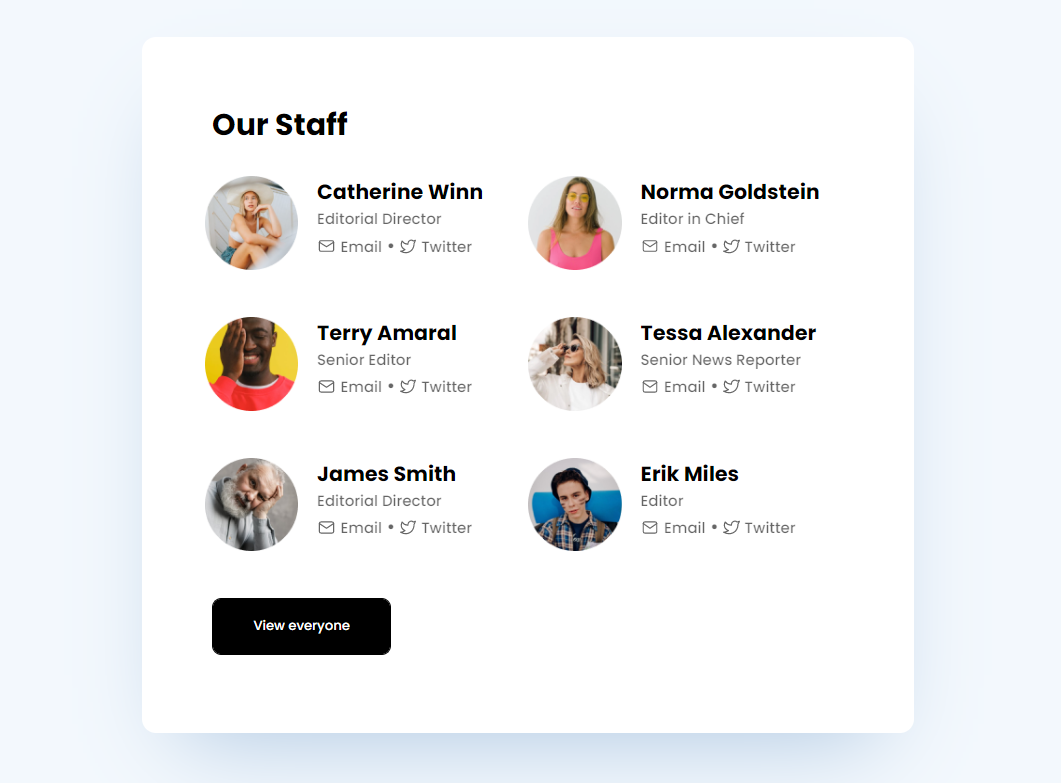 Our Staff
Catherine Winn
Editorial Director
Email • Twitter
Norma Goldstein
Editor in Chief
Email • Twitter
Terry Amaral
Senior Editor
Email • Twitter
Tessa Alexander
Senior News Reporter
Email • Twitter
James Smith
Editorial Director
Email • Twitter
Erik Miles
Editor
Email • Twitter
View everyone